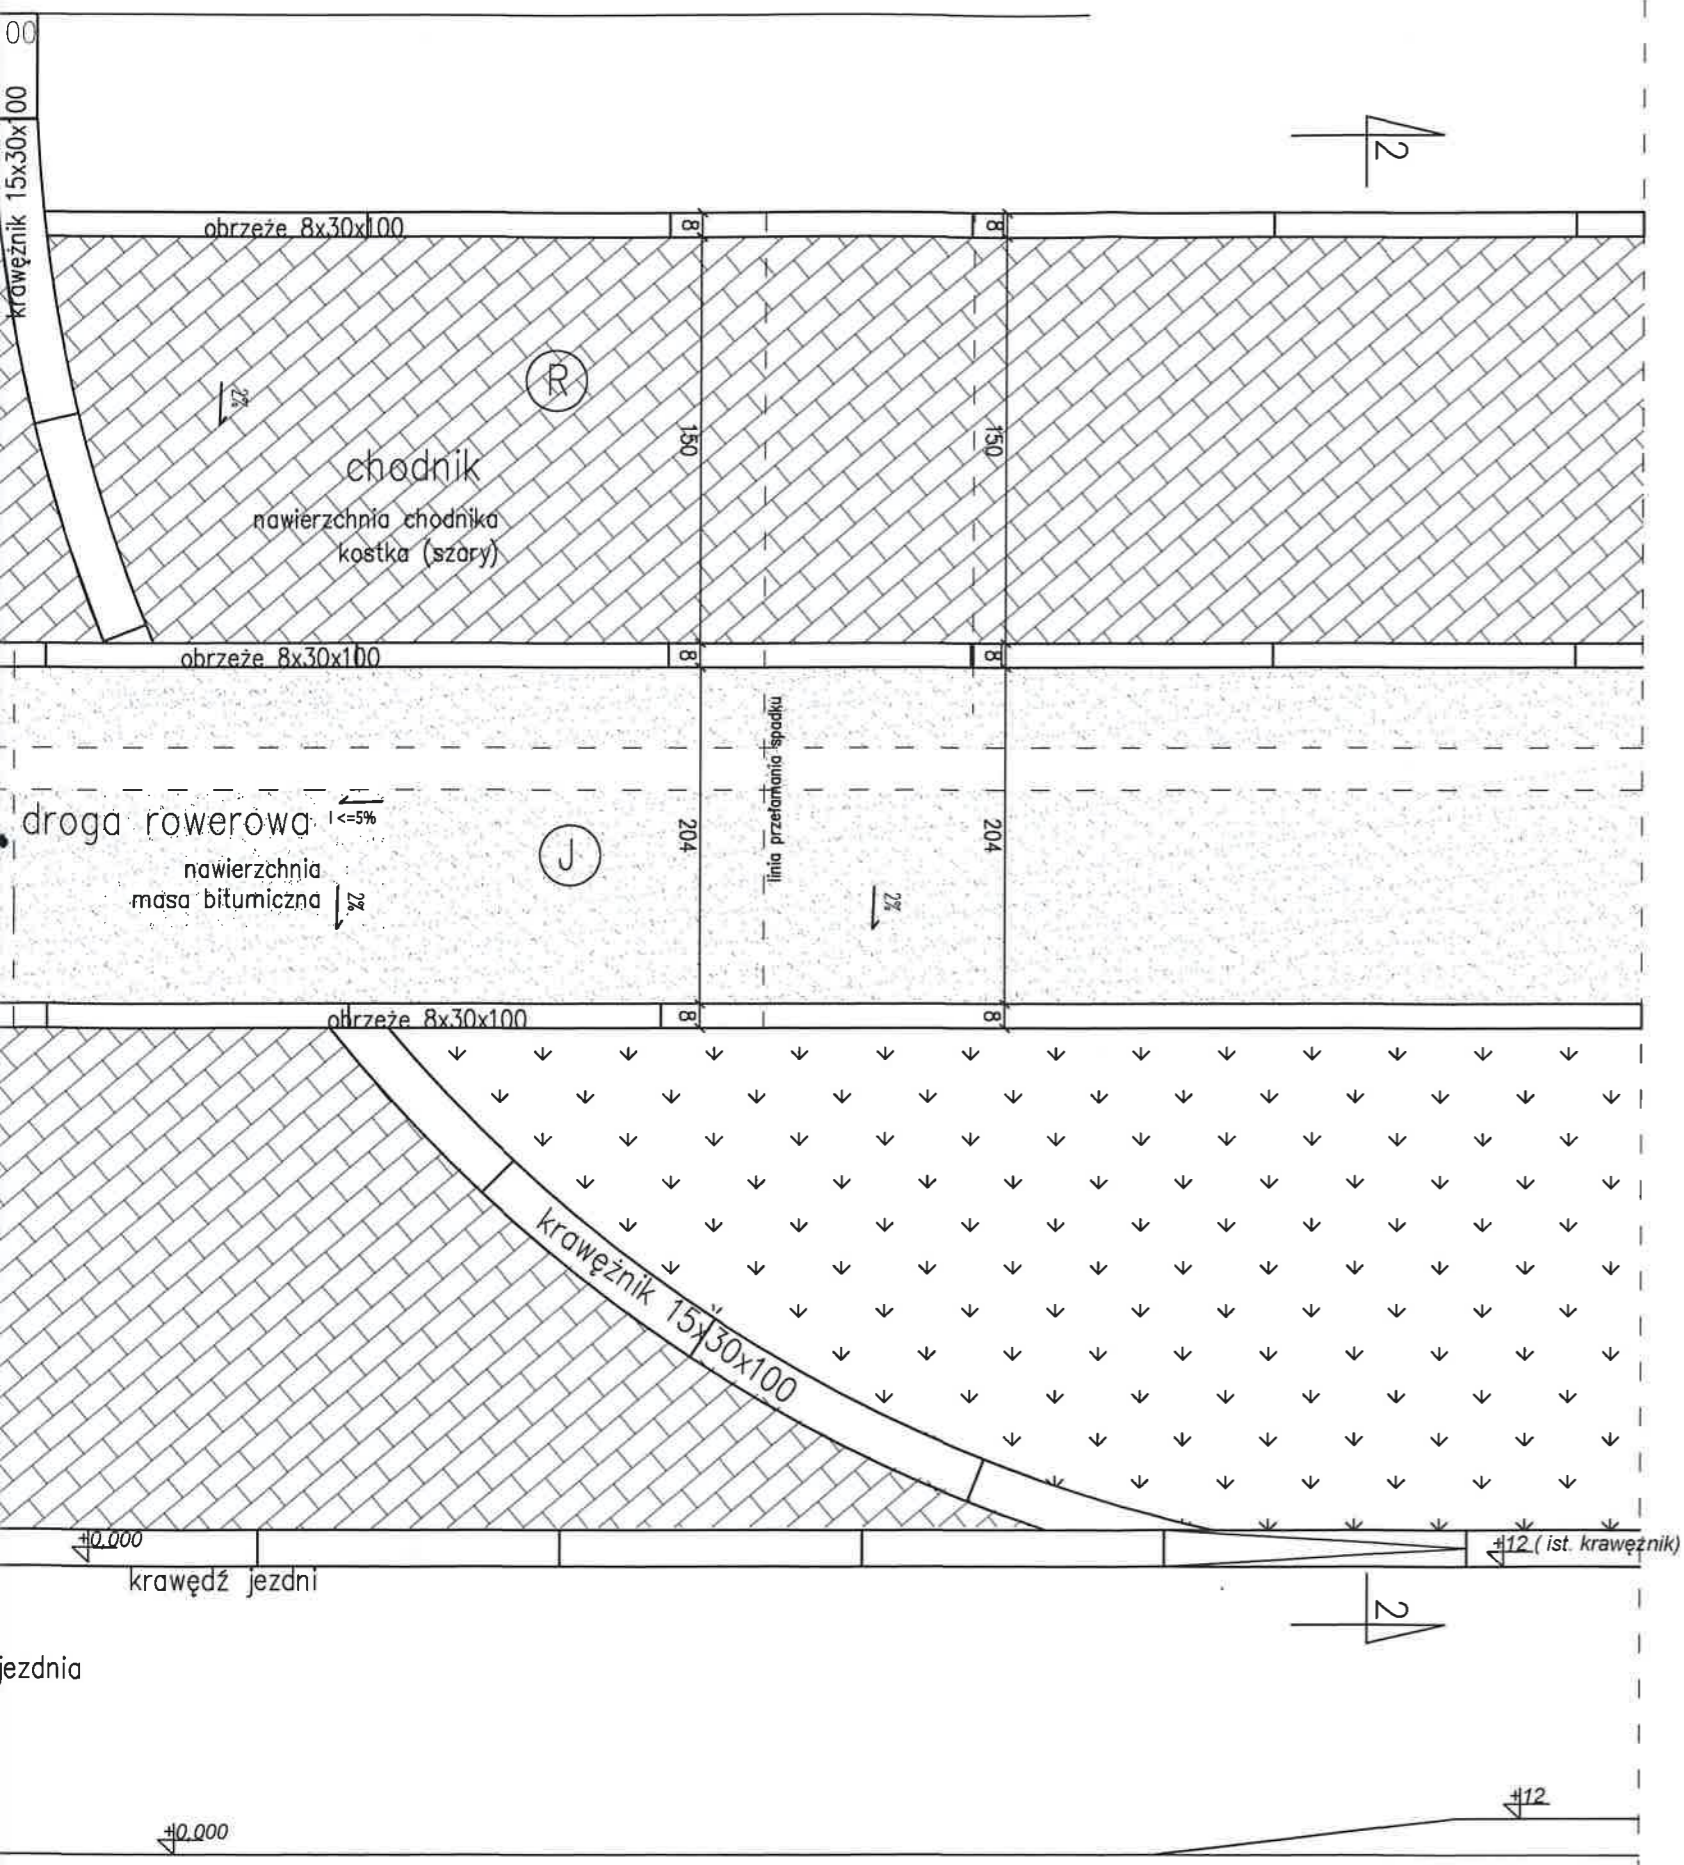 00
krawężnik 15x30x100
2
obrzeże 8x30x100
8
8
R
2%
150
150
chodnik
nawierzchnia chodnika
kostka (szary)
obrzeże 8x30x100
8
8
linia przełamania spadku
droga rowerowa
I<=5%
204
204
J
nawierzchnia
masa bitumiczna
2%
2%
obrzeże 8x30x100
8
8
krawężnik 15x30x100
±0,000
+12 ( ist. krawężnik)
krawędź jezdni
2
jezdnia
+12
±0,000